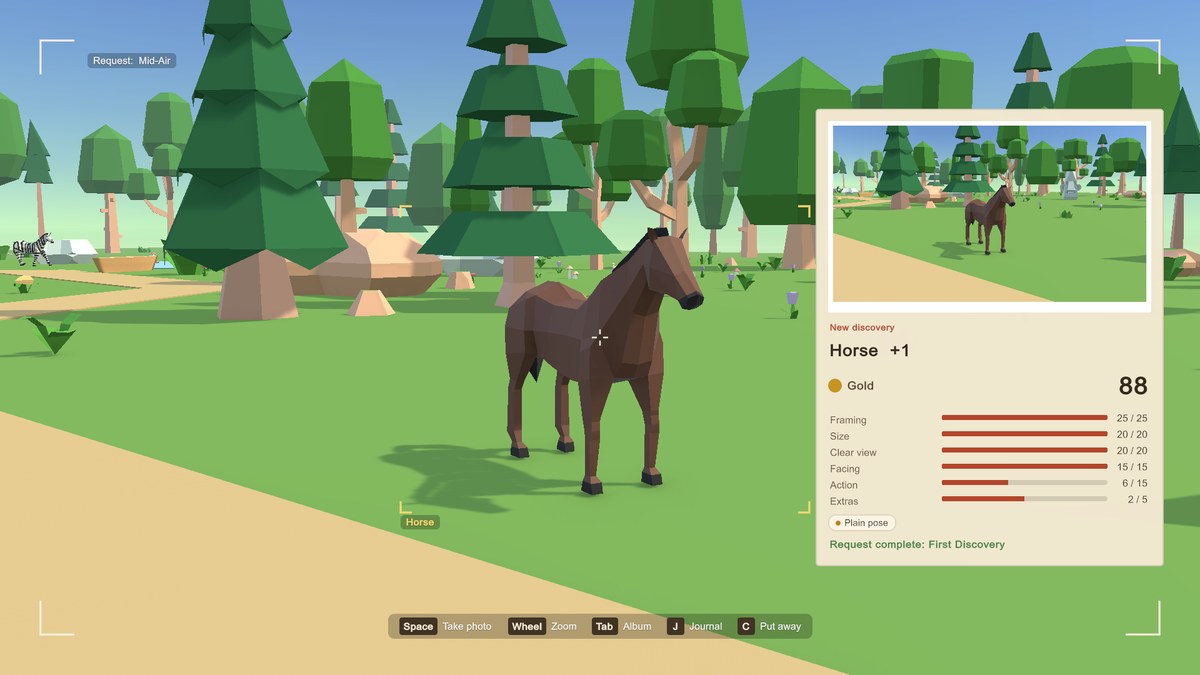 Request: Mid-Air
New discovery
Horse +1
Gold 88
Framing 25 / 25
Size 20 / 20
Clear view 20 / 20
Facing 15 / 15
Action 6 / 15
Extras 2 / 5
Plain pose
Request complete: First Discovery
Horse
Space Take photo Wheel Zoom Tab Album J Journal C Put away